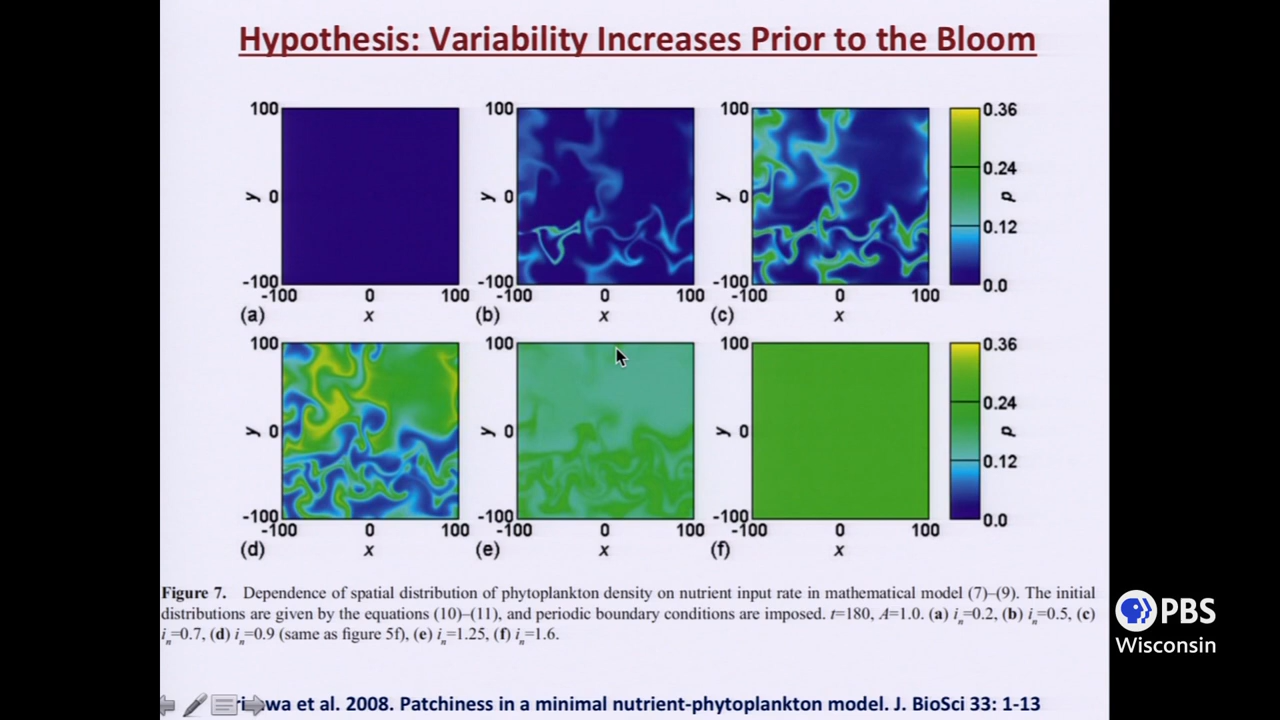 Hypothesis: Variability Increases Prior to the Bloom
100 100 100 0.36
0.24
y 0 y 0 y 0 p
0.12
-100 -100 -100 0.0
-100 0 100 -100 0 100 -100 0 100
(a) x (b) x (c) x
100 100 100 0.36
0.24
y 0 y 0 y 0 p
0.12
-100 -100 -100 0.0
-100 0 100 -100 0 100 -100 0 100
(d) x (e) x (f) x
Figure 7. Dependence of spatial distribution of phytoplankton density on nutrient input rate in mathematical model (7)–(9). The initial
distributions are given by the equations (10)–(11), and periodic boundary conditions are imposed. t=180, A=1.0. (a) iₙ=0.2, (b) iₙ=0.5, (c)
iₙ=0.7, (d) iₙ=0.9 (same as figure 5f), (e) iₙ=1.25, (f) iₙ=1.6.
PBS
Wisconsin
et al. 2008. Patchiness in a minimal nutrient-phytoplankton model. J. BioSci 33: 1-13